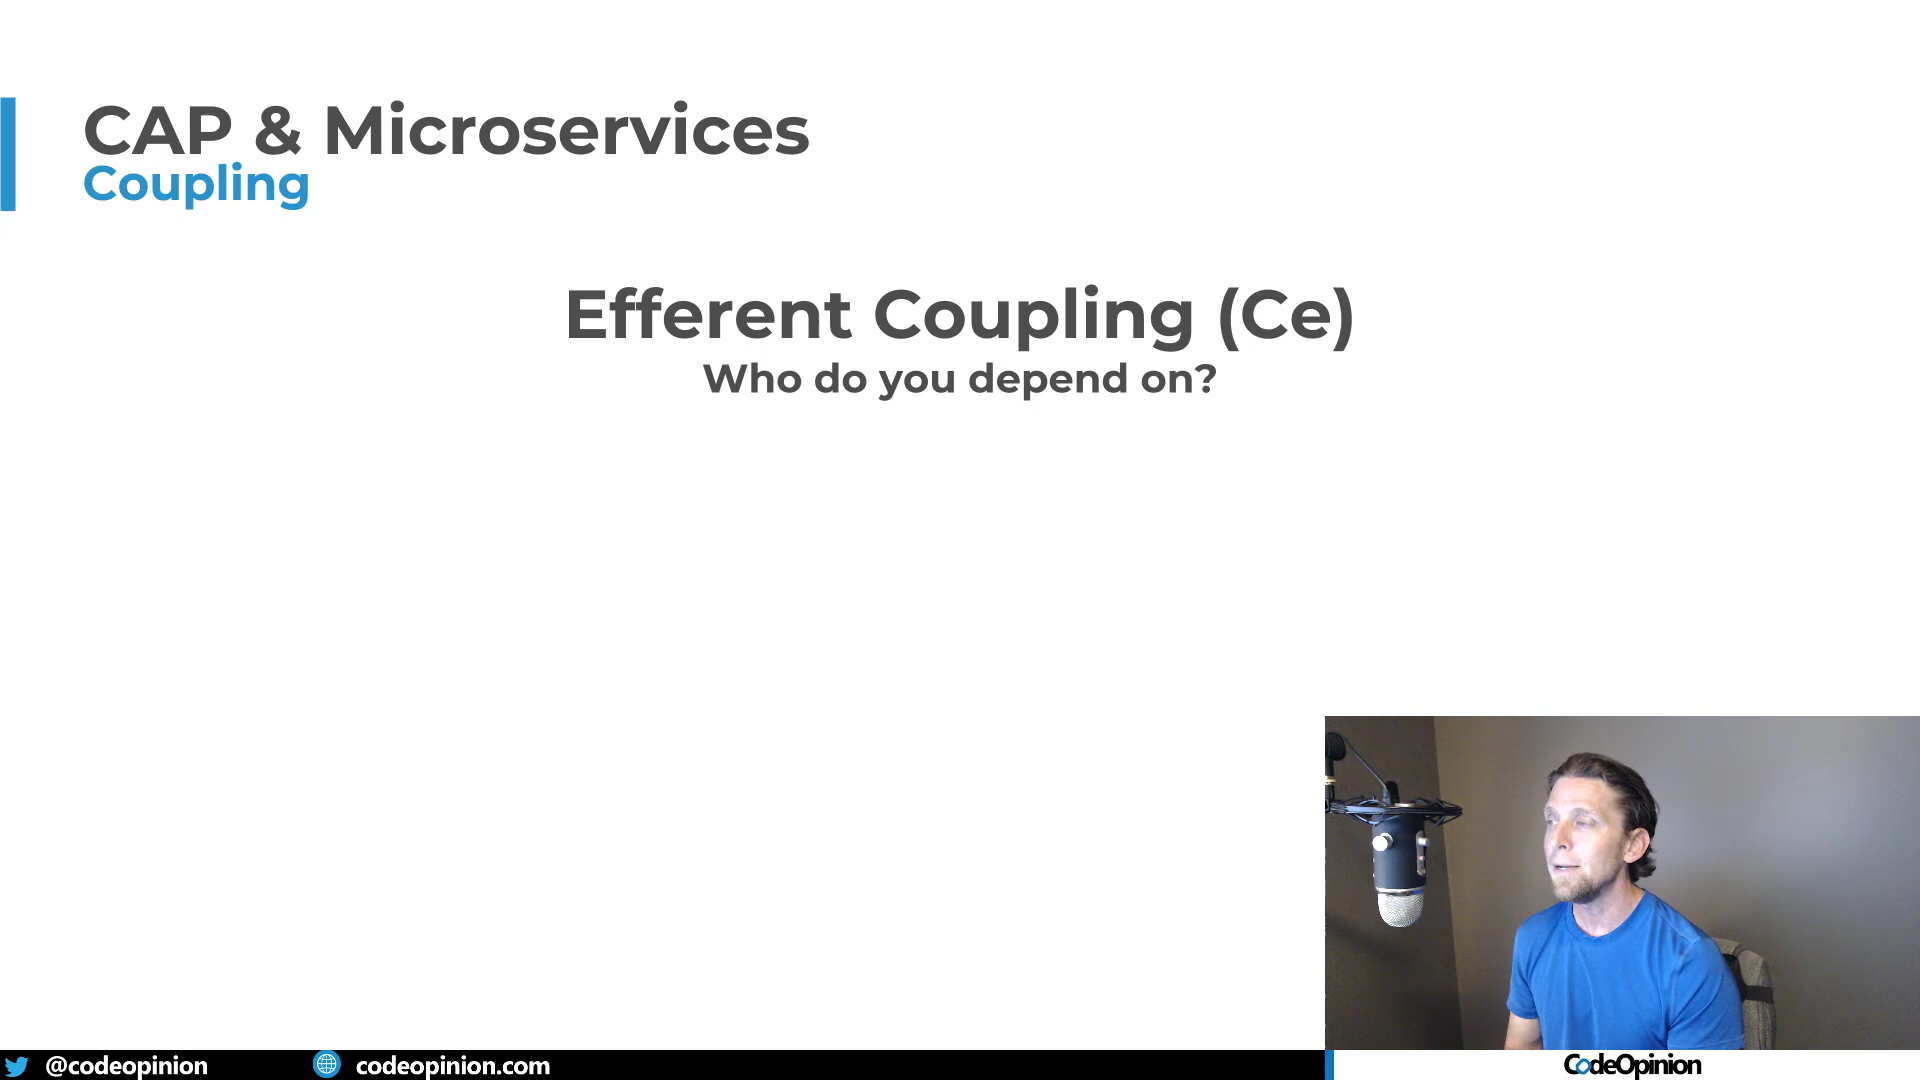 CAP & Microservices
Coupling
Efferent Coupling (Ce)
Who do you depend on?
@codeopinion
codeopinion.com
CodeOpinion